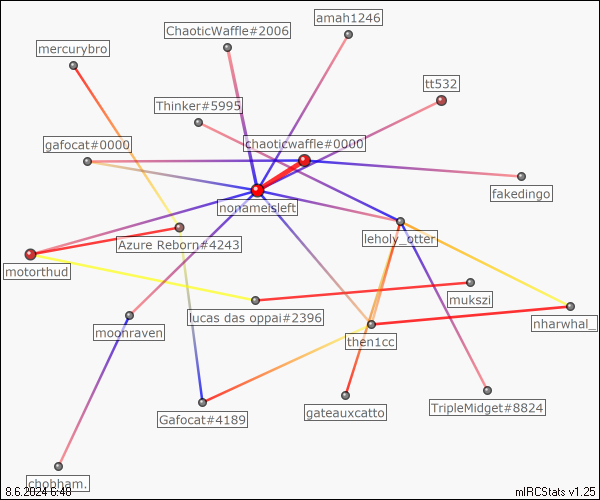 amah1246
ChaoticWaffle#2006
mercurybro
tt532
Thinker#5995
gafocat#0000
chaoticwaffle#0000
fakedingo
nonameisleft
leholy_otter
Azure Reborn#4243
motorthud
mukszi
lucas das oppai#2396
nharwhal_
moonraven
then1cc
TripleMidget#8824
gateauxcatto
Gafocat#4189
chobham.
8.6.2024 6:40
mIRCStats v1.25